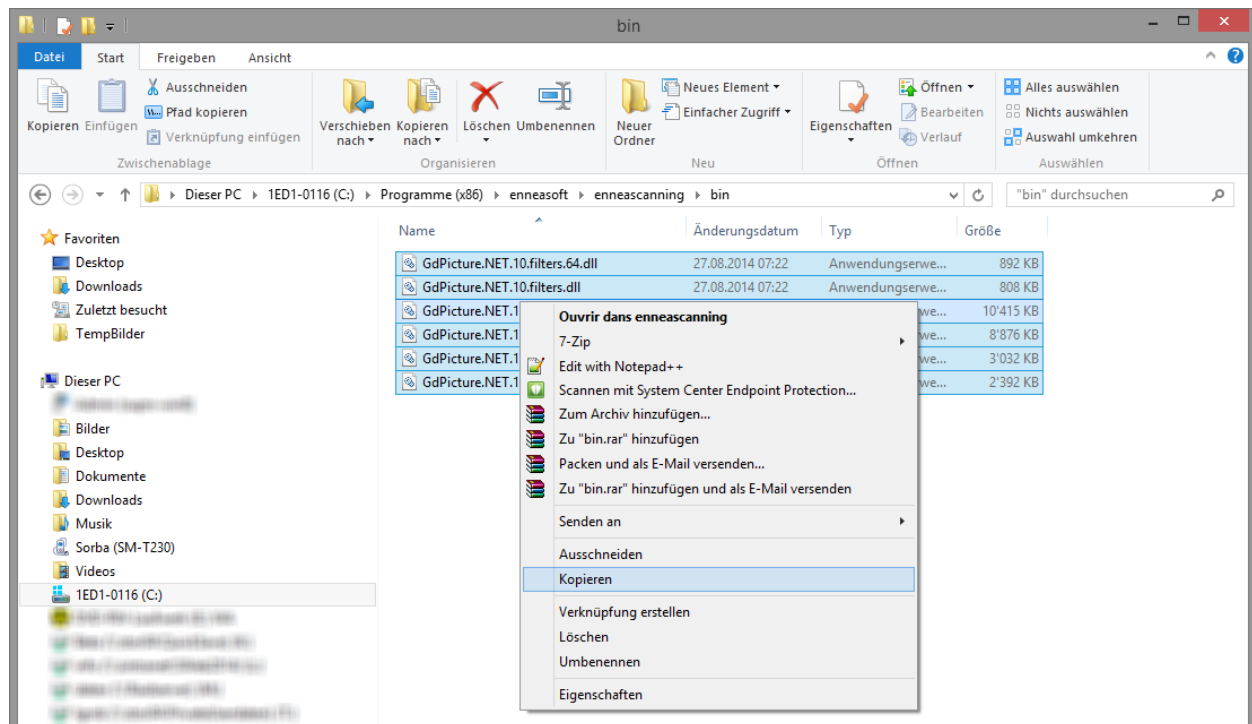 bin
Datei Start Freigeben Ansicht
Kopieren
Einfügen
Ausschneiden
Pfad kopieren
Verknüpfung einfügen
Zwischenablage
Verschieben nach
Kopieren nach
Löschen
Umbenennen
Organisieren
Neuer Ordner
Neues Element
Einfacher Zugriff
Neu
Eigenschaften
Öffnen
Bearbeiten
Verlauf
Öffnen
Alles auswählen
Nichts auswählen
Auswahl umkehren
Auswählen
Dieser PC 1ED1-0116 (C:) Programme (x86) enneasoft enneascanning bin
"bin" durchsuchen
Favoriten
Desktop
Downloads
Zuletzt besucht
TempBilder
Dieser PC
Bilder
Desktop
Dokumente
Downloads
Musik
Sorba (SM-T230)
Videos
1ED1-0116 (C:)
Name Änderungsdatum Typ Größe
GdPicture.NET.10.filters.64.dll 27.08.2014 07:22 Anwendungserwe... 892 KB
GdPicture.NET.10.filters.dll 27.08.2014 07:22 Anwendungserwe... 808 KB
GdPicture.NET.1 we... 10'415 KB
GdPicture.NET.1 we... 8'876 KB
GdPicture.NET.1 we... 3'032 KB
GdPicture.NET.1 we... 2'392 KB
Ouvrir dans enneascanning
7-Zip
Edit with Notepad++
Scannen mit System Center Endpoint Protection...
Zum Archiv hinzufügen...
Zu "bin.rar" hinzufügen
Packen und als E-Mail versenden...
Zu "bin.rar" hinzufügen und als E-Mail versenden
Senden an
Ausschneiden
Kopieren
Verknüpfung erstellen
Löschen
Umbenennen
Eigenschaften